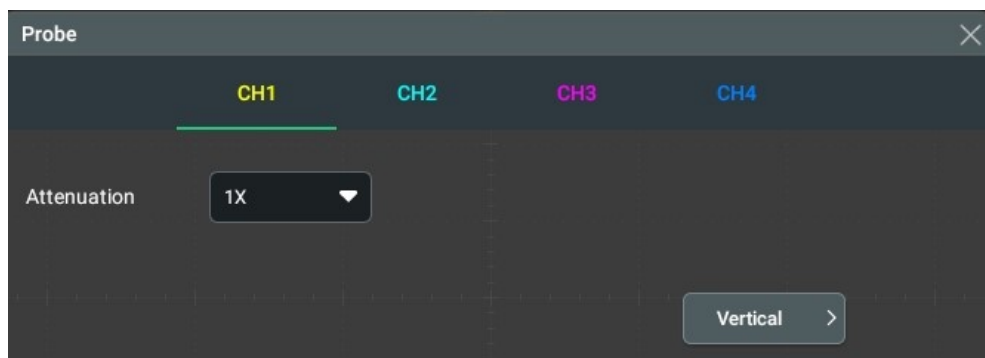 Probe
CH1 CH2 CH3 CH4
Attenuation 1X
Vertical